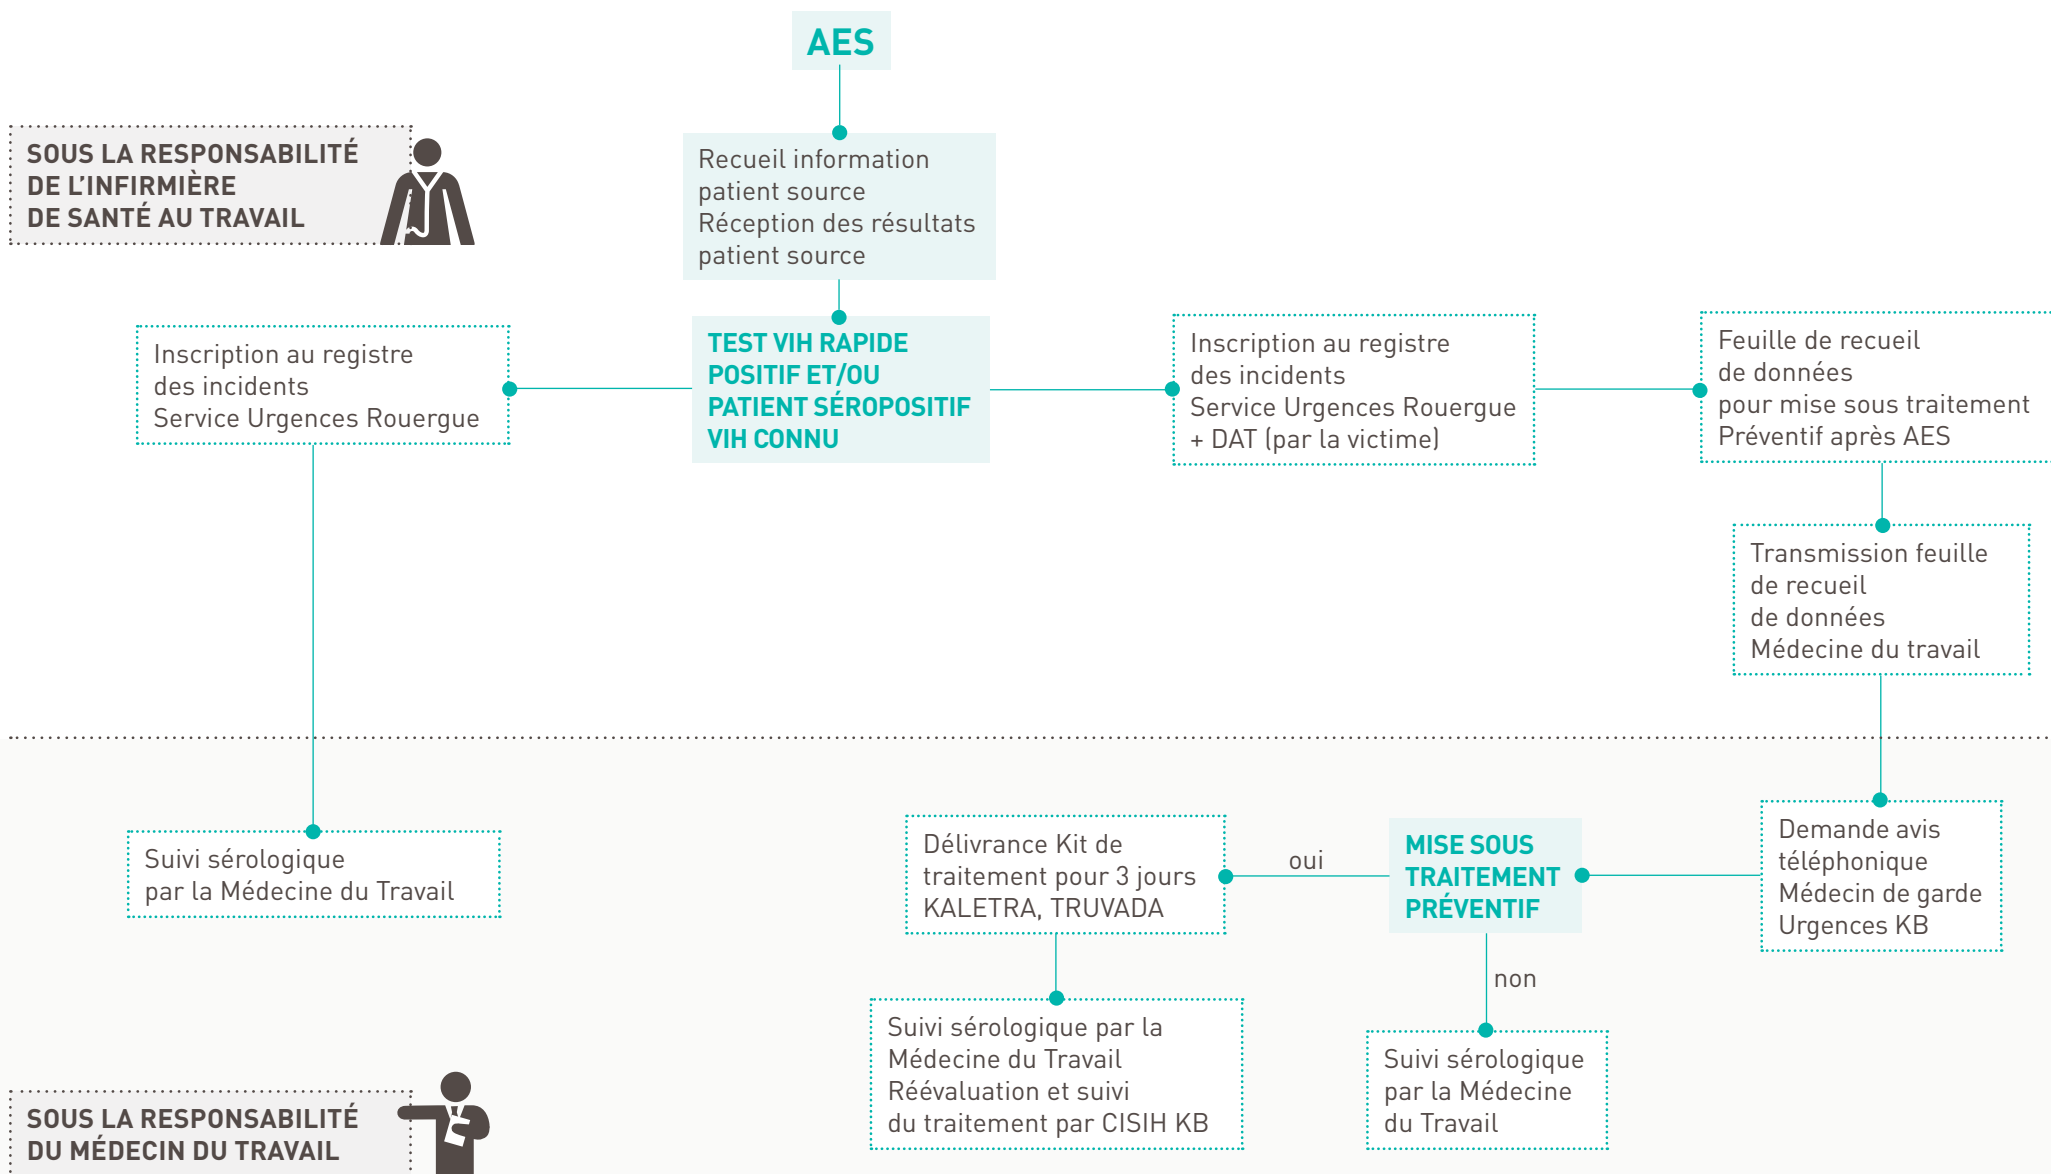 AES
SOUS LA RESPONSABILITÉ
DE L'INFIRMIÈRE
DE SANTÉ AU TRAVAIL
Recueil information
patient source
Réception des résultats
patient source
Inscription au registre
des incidents
Service Urgences Rouergue
TEST VIH RAPIDE
POSITIF ET/OU
PATIENT SÉROPOSITIF
VIH CONNU
Inscription au registre
des incidents
Service Urgences Rouergue
+ DAT (par la victime)
Feuille de recueil
de données
pour mise sous traitement
Préventif après AES
Transmission feuille
de recueil
de données
Médecine du travail
Suivi sérologique
par la Médecine du Travail
Délivrance Kit de
traitement pour 3 jours
KALETRA, TRUVADA
oui
MISE SOUS
TRAITEMENT
PRÉVENTIF
Demande avis
téléphonique
Médecin de garde
Urgences KB
non
Suivi sérologique par la
Médecine du Travail
Réévaluation et suivi
du traitement par CISIH KB
Suivi sérologique
par la Médecine
du Travail
SOUS LA RESPONSABILITÉ
DU MÉDECIN DU TRAVAIL